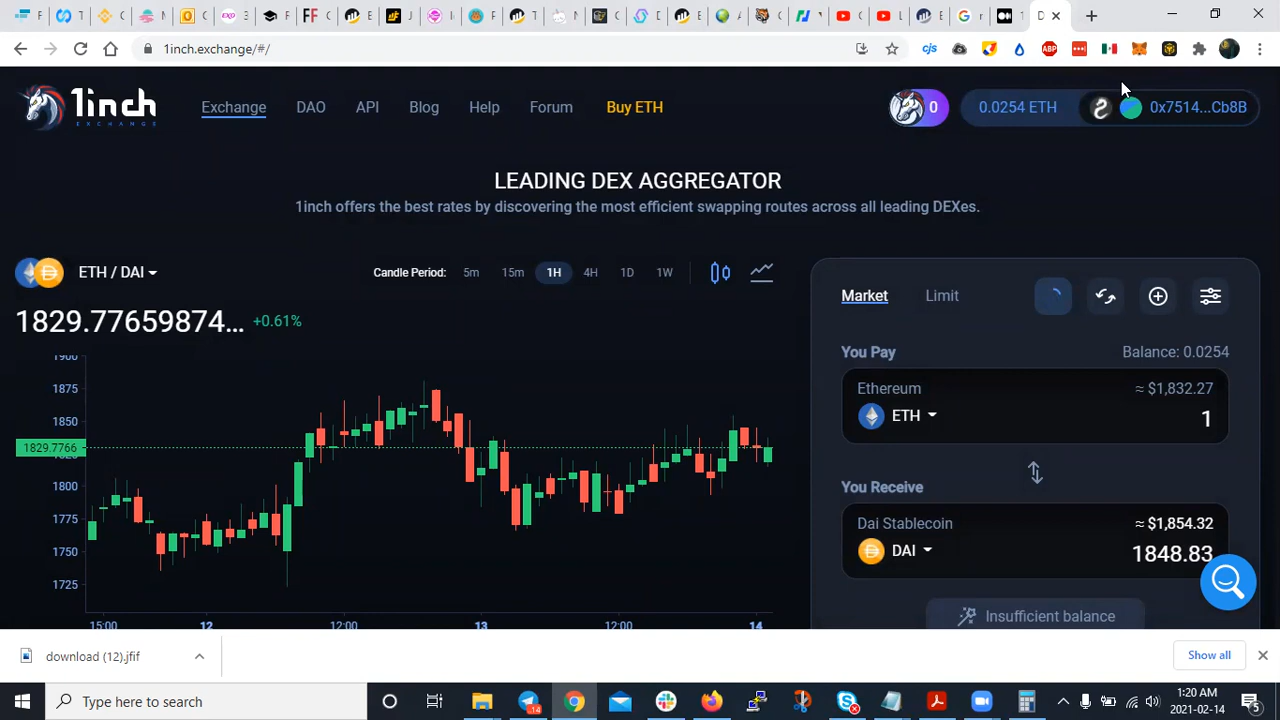 1inch.exchange/#/
cjs
ABP
1inch
EXCHANGE
Exchange DAO API Blog Help Forum Buy ETH
0
0.0254 ETH
0x7514...Cb8B
LEADING DEX AGGREGATOR
1inch offers the best rates by discovering the most efficient swapping routes across all leading DEXes.
ETH / DAI
Candle Period: 5m 15m 1H 4H 1D 1W
1829.77659874... +0.61%
Market Limit
You Pay Balance: 0.0254
Ethereum ≈ $1,832.27
ETH 1
You Receive
Dai Stablecoin ≈ $1,854.32
DAI 1848.83
Insufficient balance
1875
1850
1829.7766
1800
1775
1750
1725
15:00 12 12:00 13 12:00 14
download (12).jfif
Show all
Type here to search
14
1:20 AM
2021-02-14